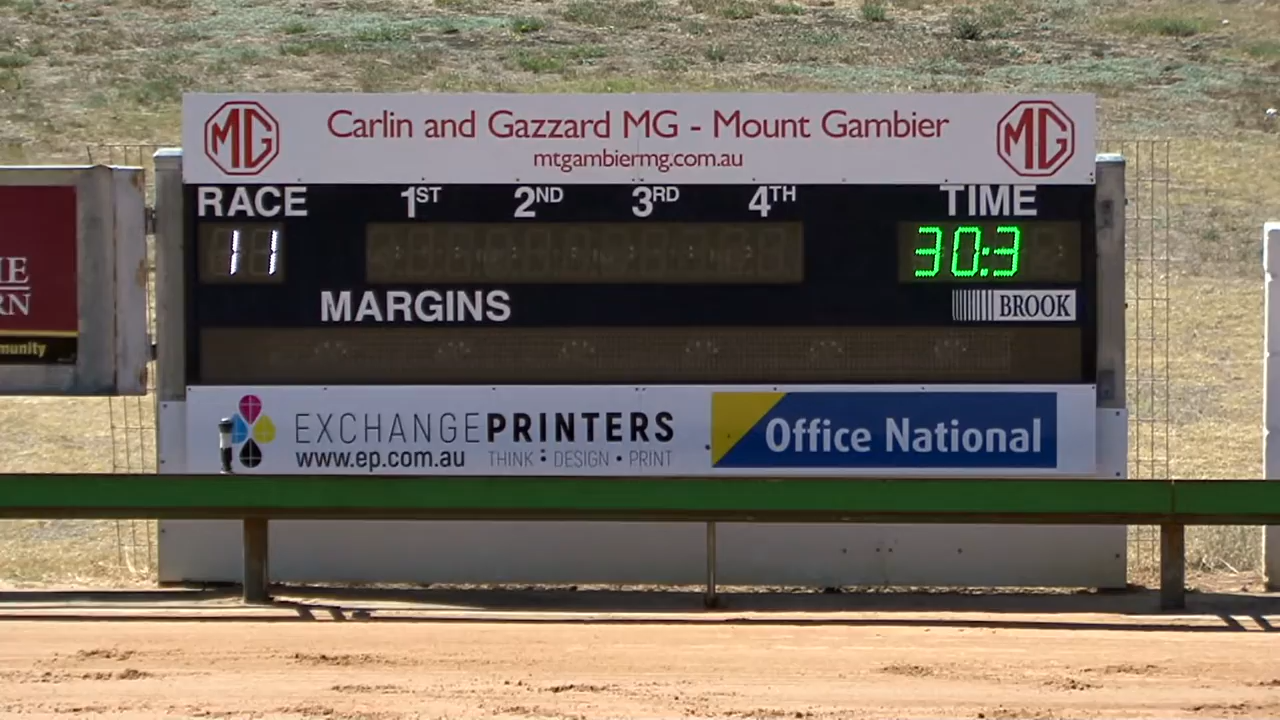 MG Carlin and Gazzard MG - Mount Gambier MG
mtgambiermg.com.au
RACE 1ST 2ND 3RD 4TH TIME
11 30:3
MARGINS BROOK
EXCHANGEPRINTERS
www.ep.com.au THINK : DESIGN • PRINT
Office National
munity